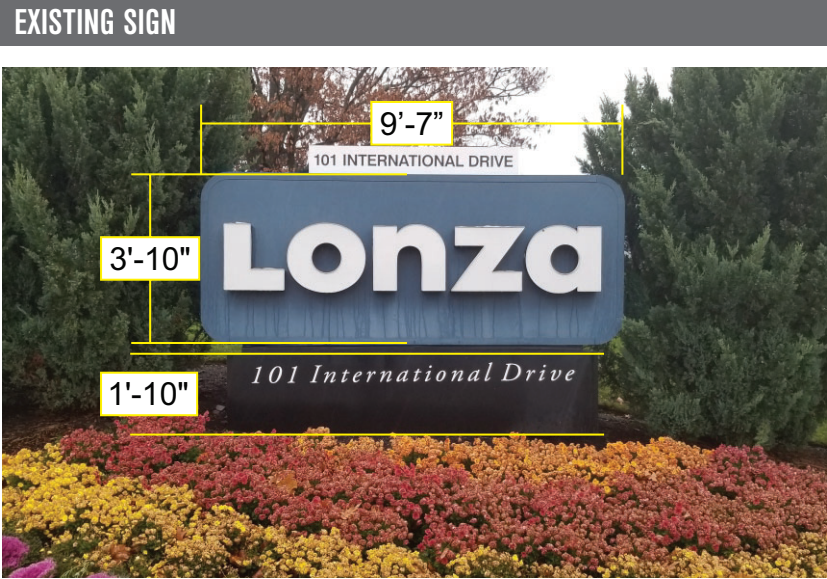 EXISTING SIGN
9’-7”
101 INTERNATIONAL DRIVE
3'-10"
Lonza
1'-10"
101 International Drive